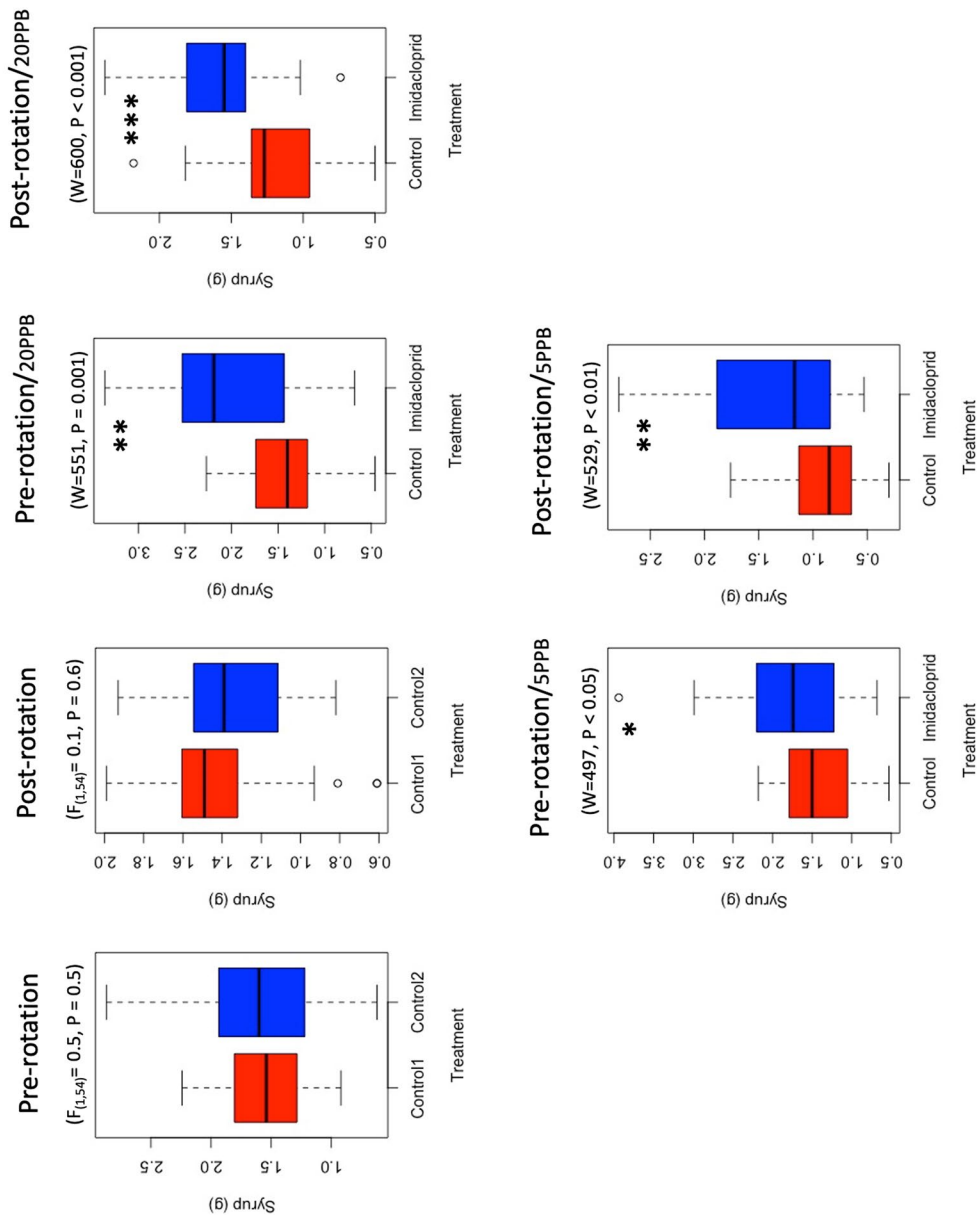 Pre-rotation
(F(1,54)= 0.5, P = 0.5)
Syrup (g)
2.5
2.0
1.5
1.0
Control1 Control2
Treatment
Post-rotation
(F(1,54)= 0.1, P = 0.6)
Syrup (g)
2.0
1.8
1.6
1.4
1.2
1.0
0.8
0.6
Control1 Control2
Treatment
Pre-rotation/20PPB
(W=551, P = 0.001)
**
Syrup (g)
3.0
2.5
2.0
1.5
1.0
0.5
Control Imidacloprid
Treatment
Post-rotation/20PPB
(W=600, P < 0.001)
***
Syrup (g)
2.0
1.5
1.0
0.5
Control Imidacloprid
Treatment
Pre-rotation/5PPB
(W=497, P < 0.05)
*
Syrup (g)
4.0
3.5
3.0
2.5
2.0
1.5
1.0
0.5
Control Imidacloprid
Treatment
Post-rotation/5PPB
(W=529, P < 0.01)
**
Syrup (g)
2.5
2.0
1.5
1.0
0.5
Control Imidacloprid
Treatment